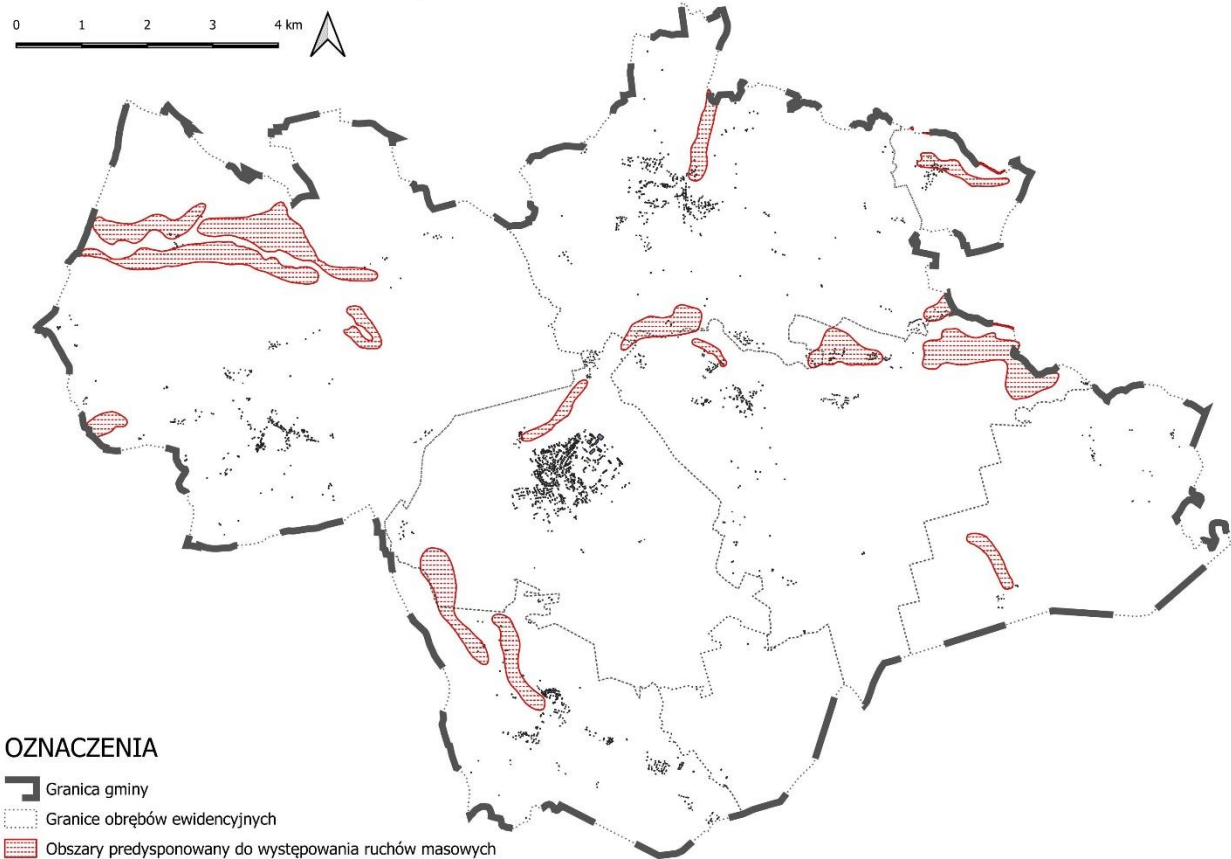 0 1 2 3 4 km
OZNACZENIA
Granica gminy
Granice obrębów ewidencyjnych
Obszary predysponowany do występowania ruchów masowych